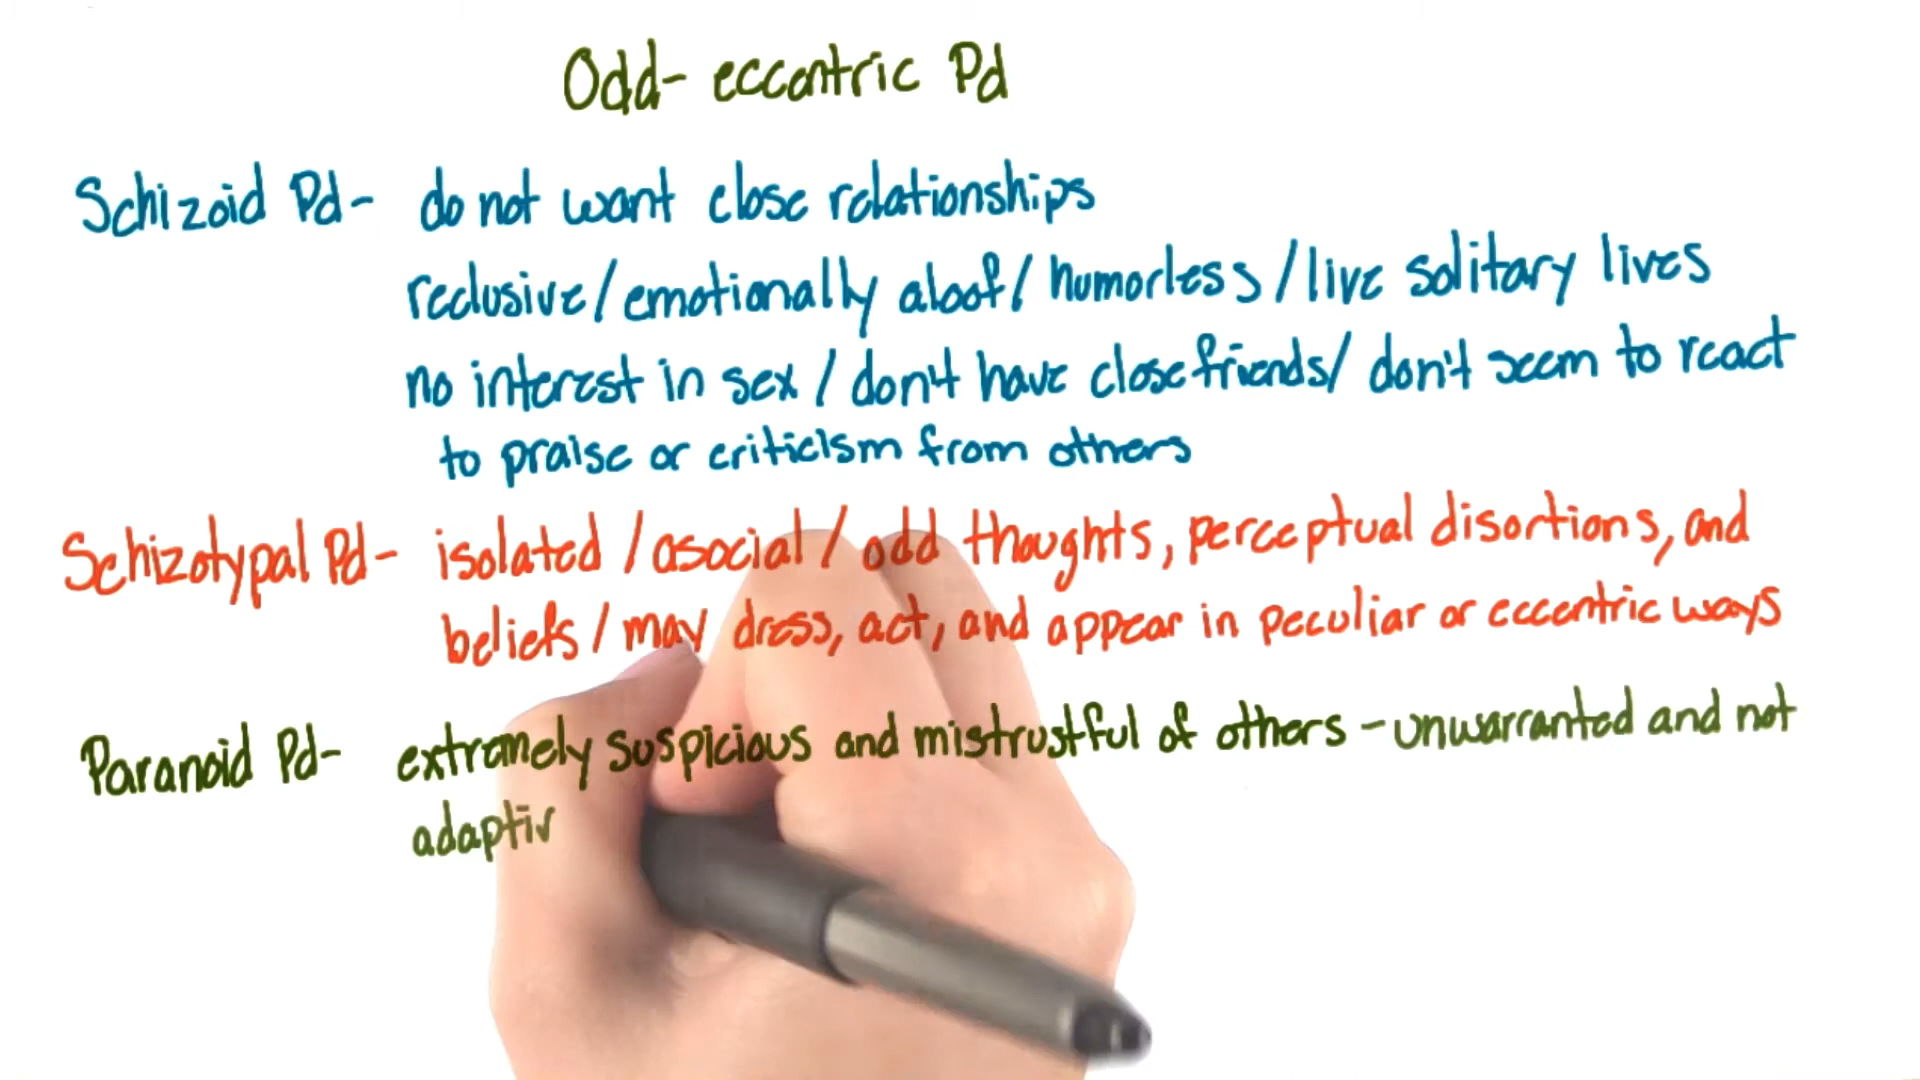 Odd- eccentric Pd
Schizoid Pd- do not want close relationships
reclusive/emotionally aloof/ humorless /live solitary lives
no interest in sex / don't have close friends/ don't seem to react
to praise or criticism from others
Schizotypal Pd- isolated / asocial / odd thoughts, perceptual disortions, and
beliefs / may dress, act, and appear in peculiar or eccentric ways
Paranoid Pd- extremely suspicious and mistrustful of others - unwarranted and not
adaptiv